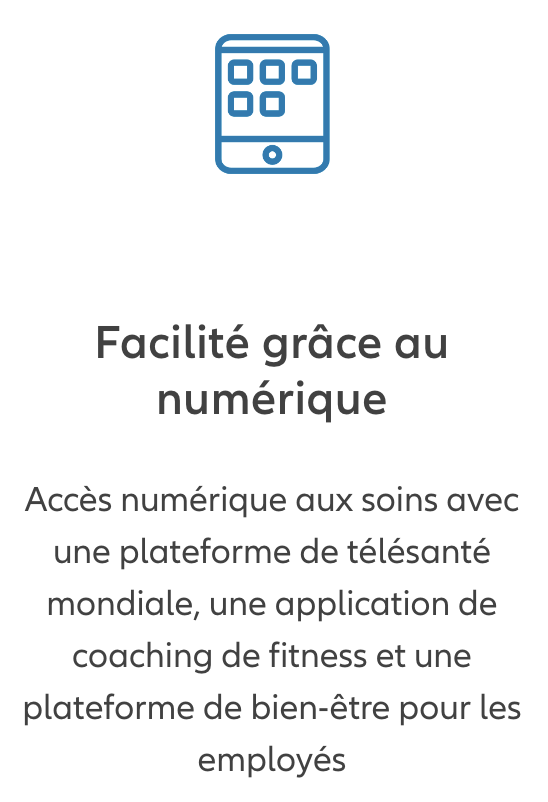 Facilité grâce au
numérique
Accès numérique aux soins avec
une plateforme de télésanté
mondiale, une application de
coaching de fitness et une
plateforme de bien-être pour les
employés